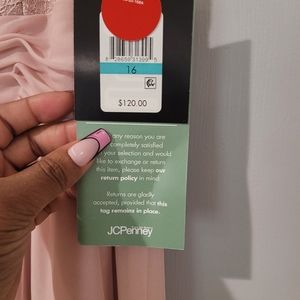 16
$120.00
any reason you are
completely satisfied
your selection and would
like to exchange or return
this item, please keep our
return policy in mind.
Returns are gladly
accepted, provided that this
tag remains in place.
JCPenney